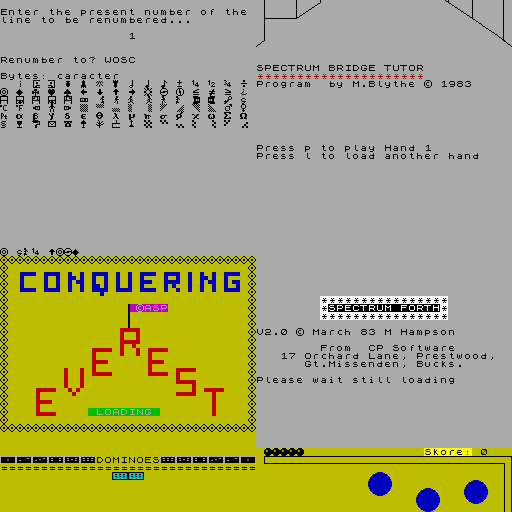 Enter the present number of the
line to be renumbered...
1
Renumber to? WOSC
Bytes: caracter
SPECTRUM BRIDGE TUTOR
*********************
Program by M.Blythe © 1983
Press p to play Hand 1
Press l to load another hand
CONQUERING
©ASP
EVEREST
LOADING
****************
*SPECTRUM FORTH*
****************
V2.0 © March 83 M Hampson
From CP Software
17 Orchard Lane, Prestwood,
Gt.Missenden, Bucks.
Please wait still loading
DOMINOES
Skore: 0